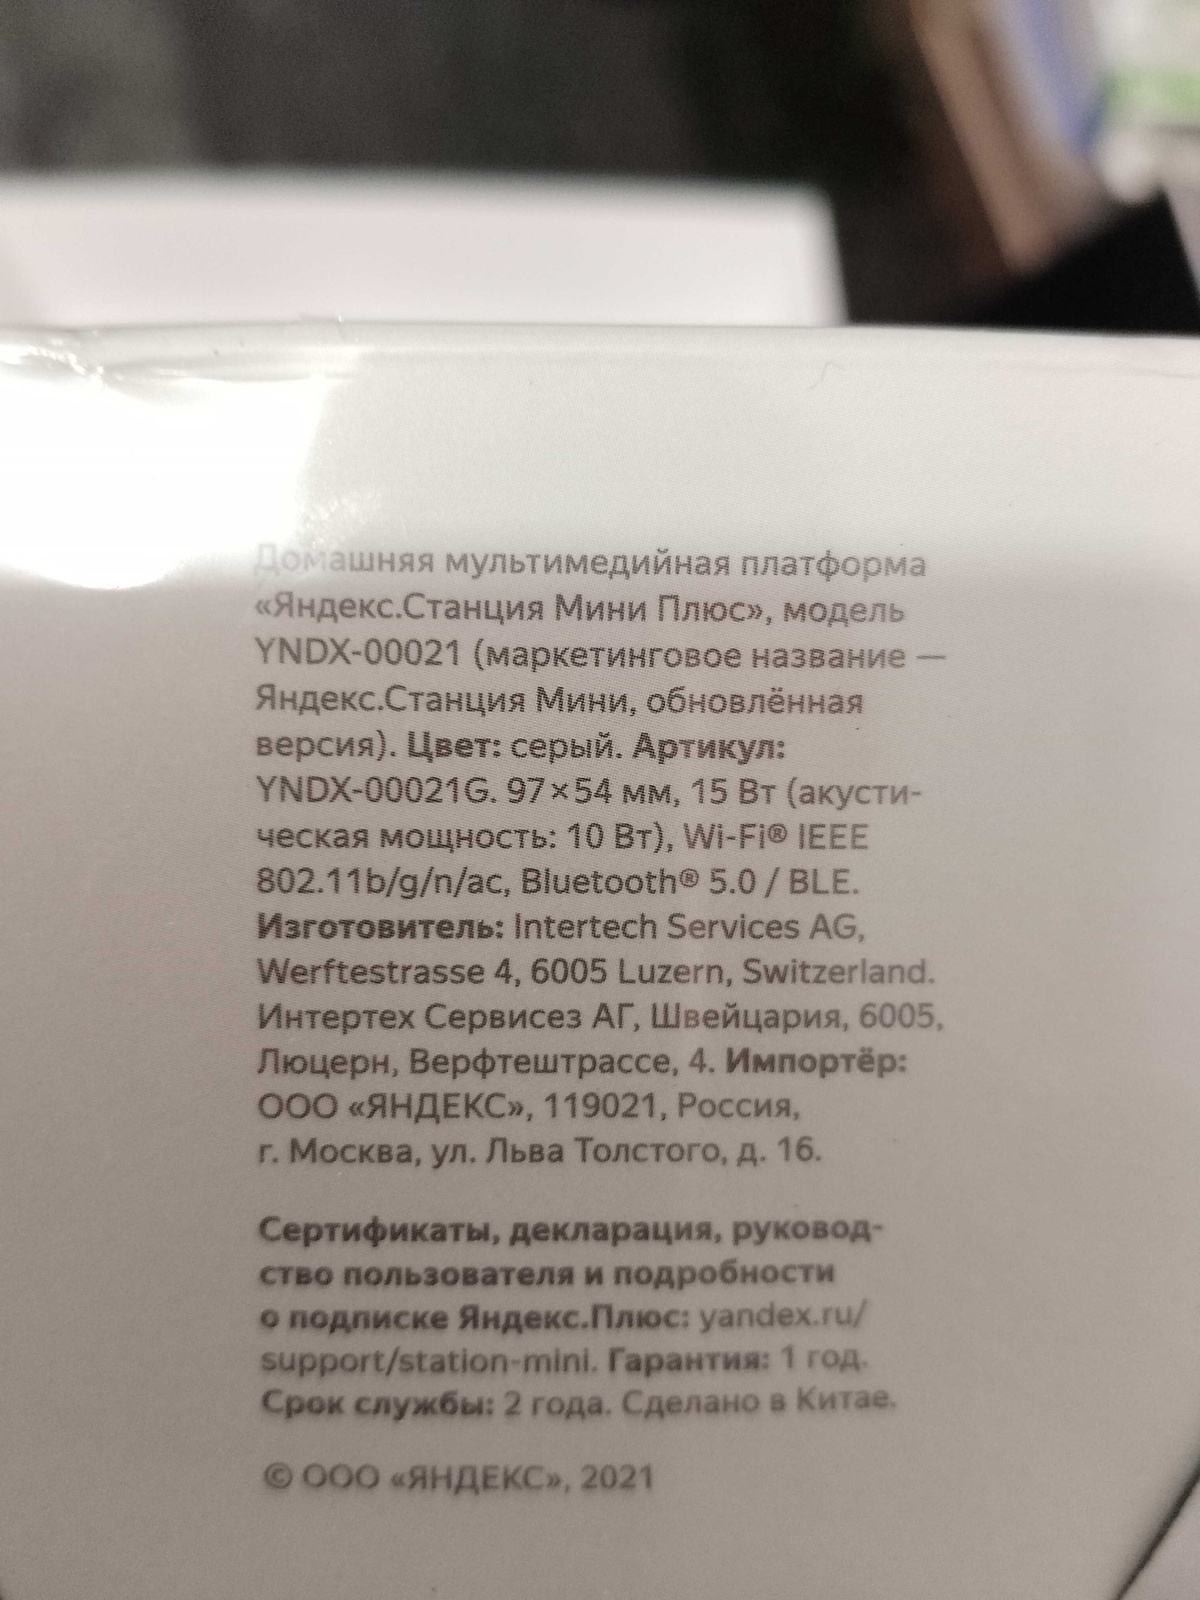 Домашняя мультимедийная платформа
«Яндекс.Станция Мини Плюс», модель
YNDX-00021 (маркетинговое название —
Яндекс.Станция Мини, обновлённая
версия). Цвет: серый. Артикул:
YNDX-00021G. 97×54 мм, 15 Вт (акусти-
ческая мощность: 10 Вт), Wi-Fi® IEEE
802.11b/g/n/ac, Bluetooth® 5.0 / BLE.
Изготовитель: Intertech Services AG,
Werftestrasse 4, 6005 Luzern, Switzerland.
Интертех Сервисез АГ, Швейцария, 6005,
Люцерн, Верфтештрассе, 4. Импортёр:
ООО «ЯНДЕКС», 119021, Россия,
г. Москва, ул. Льва Толстого, д. 16.
Сертификаты, декларация, руковод-
ство пользователя и подробности
о подписке Яндекс.Плюс: yandex.ru/
support/station-mini. Гарантия: 1 год.
Срок службы: 2 года. Сделано в Китае.
© ООО «ЯНДЕКС», 2021